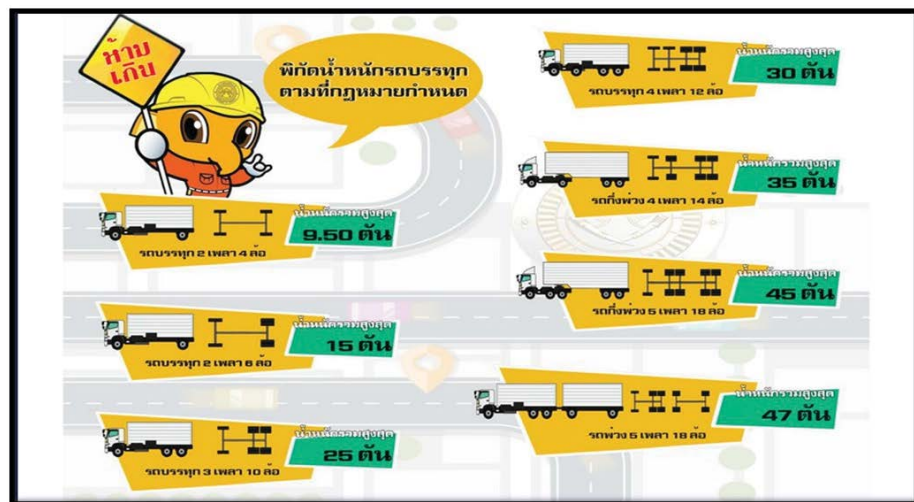 ห้าม
เกิน
พิกัดน้ำหนักรถบรรทุก
ตามที่กฎหมายกำหนด
น้ำหนักรวมสูงสุด
9.50 ตัน
รถบรรทุก 2 เพลา 4 ล้อ
น้ำหนักรวมสูงสุด
15 ตัน
รถบรรทุก 2 เพลา 6 ล้อ
น้ำหนักรวมสูงสุด
25 ตัน
รถบรรทุก 3 เพลา 10 ล้อ
น้ำหนักรวมสูงสุด
30 ตัน
รถบรรทุก 4 เพลา 12 ล้อ
น้ำหนักรวมสูงสุด
35 ตัน
รถกึ่งพ่วง 4 เพลา 14 ล้อ
น้ำหนักรวมสูงสุด
45 ตัน
รถกึ่งพ่วง 5 เพลา 18 ล้อ
น้ำหนักรวมสูงสุด
47 ตัน
รถพ่วง 5 เพลา 18 ล้อ